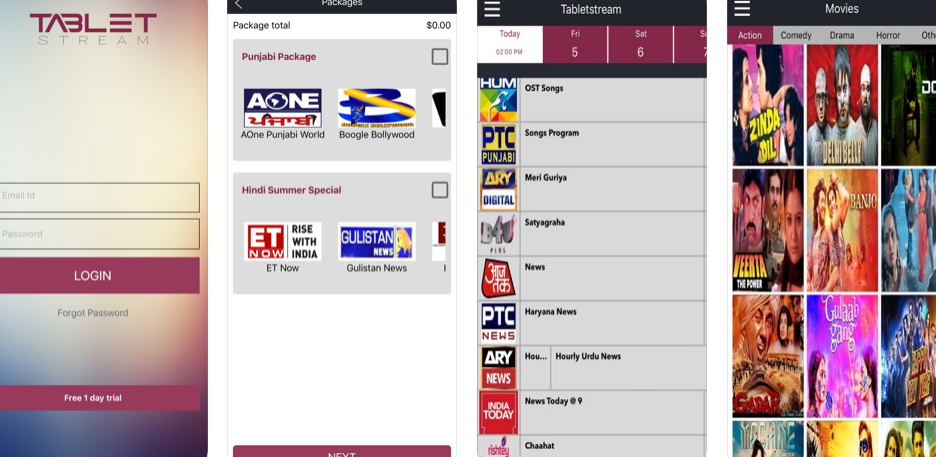 TABLET
STREAM
Email Id
Password
LOGIN
Forgot Password
Free 1 day trial
Packages
Package total $0.00
Punjabi Package
AONE
ਪੰਜਾਬੀ
AOne Punjabi World
Boogle Bollywood
Hindi Summer Special
ET
NOW
RISE
WITH
INDIA
ET Now
GULISTAN
NEWS
Gulistan News
NEXT
Tabletstream
Today
02:00 PM
Fri
5
Sat
6
HUM
OST Songs
PTC
PUNJABI
Songs Program
ARY
DIGITAL
Meri Guriya
B4U
PLUS
Satyagraha
आज
तक
News
PTC
NEWS
Haryana News
ARY
NEWS
Hou... Hourly Urdu News
INDIA
TODAY
News Today @ 9
rishtey
Chaahat
Movies
Action Comedy Drama Horror
ZINDA
DIL
DELHI BELLY
VEERTA
THE POWER
BANJO
GADAR
Gulaab
gang